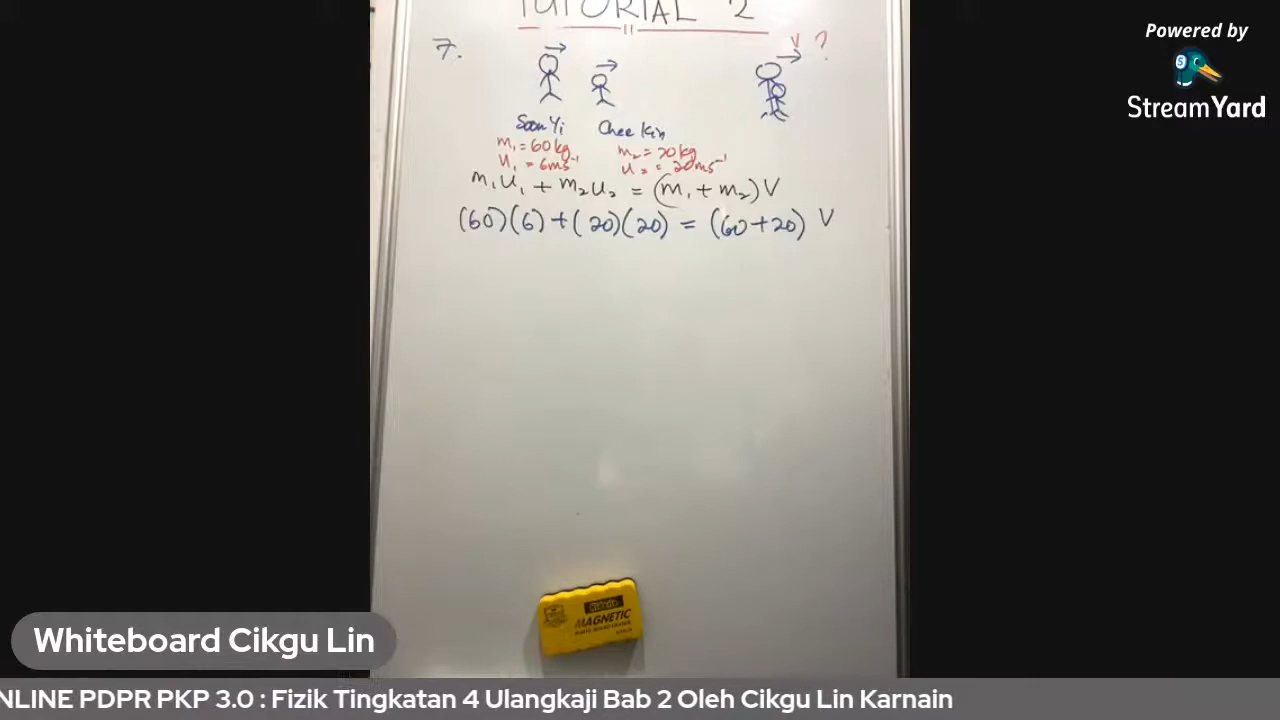 TUTORIAL 2
7.
V ?
Soon Yi Chee Kin
m₁ = 60 kg m₂ = 20 kg
u₁ = 6 ms⁻¹ u₂ = 20 ms⁻¹
m₁u₁ + m₂u₂ = (m₁ + m₂) V
(60)(6) + (20)(20) = (60 + 20) V
MAGNETIC
Powered by
StreamYard
Whiteboard Cikgu Lin
NLINE PDPR PKP 3.0 : Fizik Tingkatan 4 Ulangkaji Bab 2 Oleh Cikgu Lin Karnain